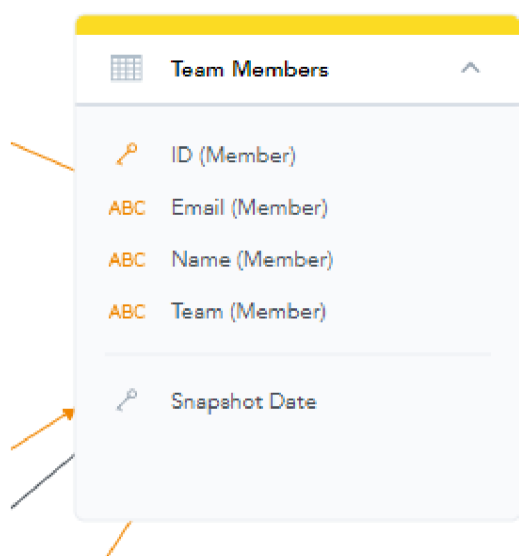 Team Members
ID (Member)
ABC Email (Member)
ABC Name (Member)
ABC Team (Member)
Snapshot Date